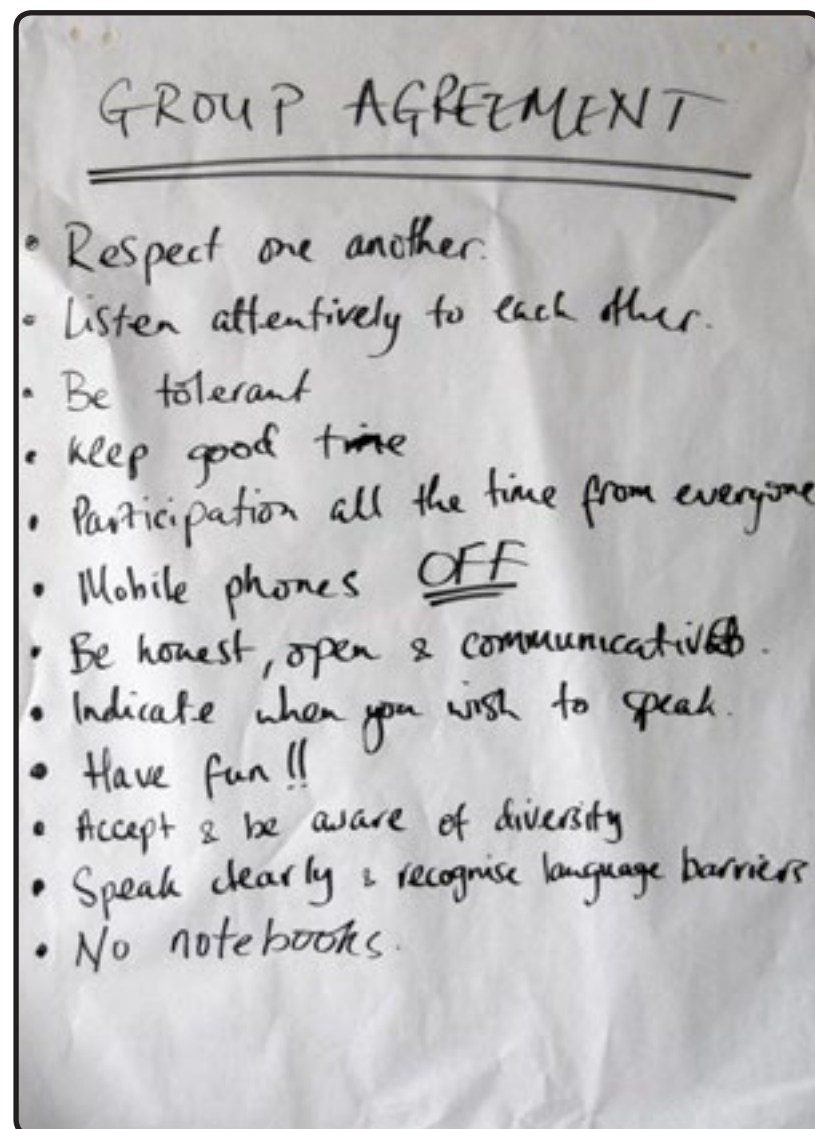 GROUP AGREEMENT
• Respect one another.
• Listen attentively to each other.
• Be tolerant
• Keep good time
• Participation all the time from everyone
• Mobile phones OFF
• Be honest, open & communicative.
• Indicate when you wish to speak.
• Have fun!!
• Accept & be aware of diversity
• Speak clearly & recognise language barriers
• No notebooks.